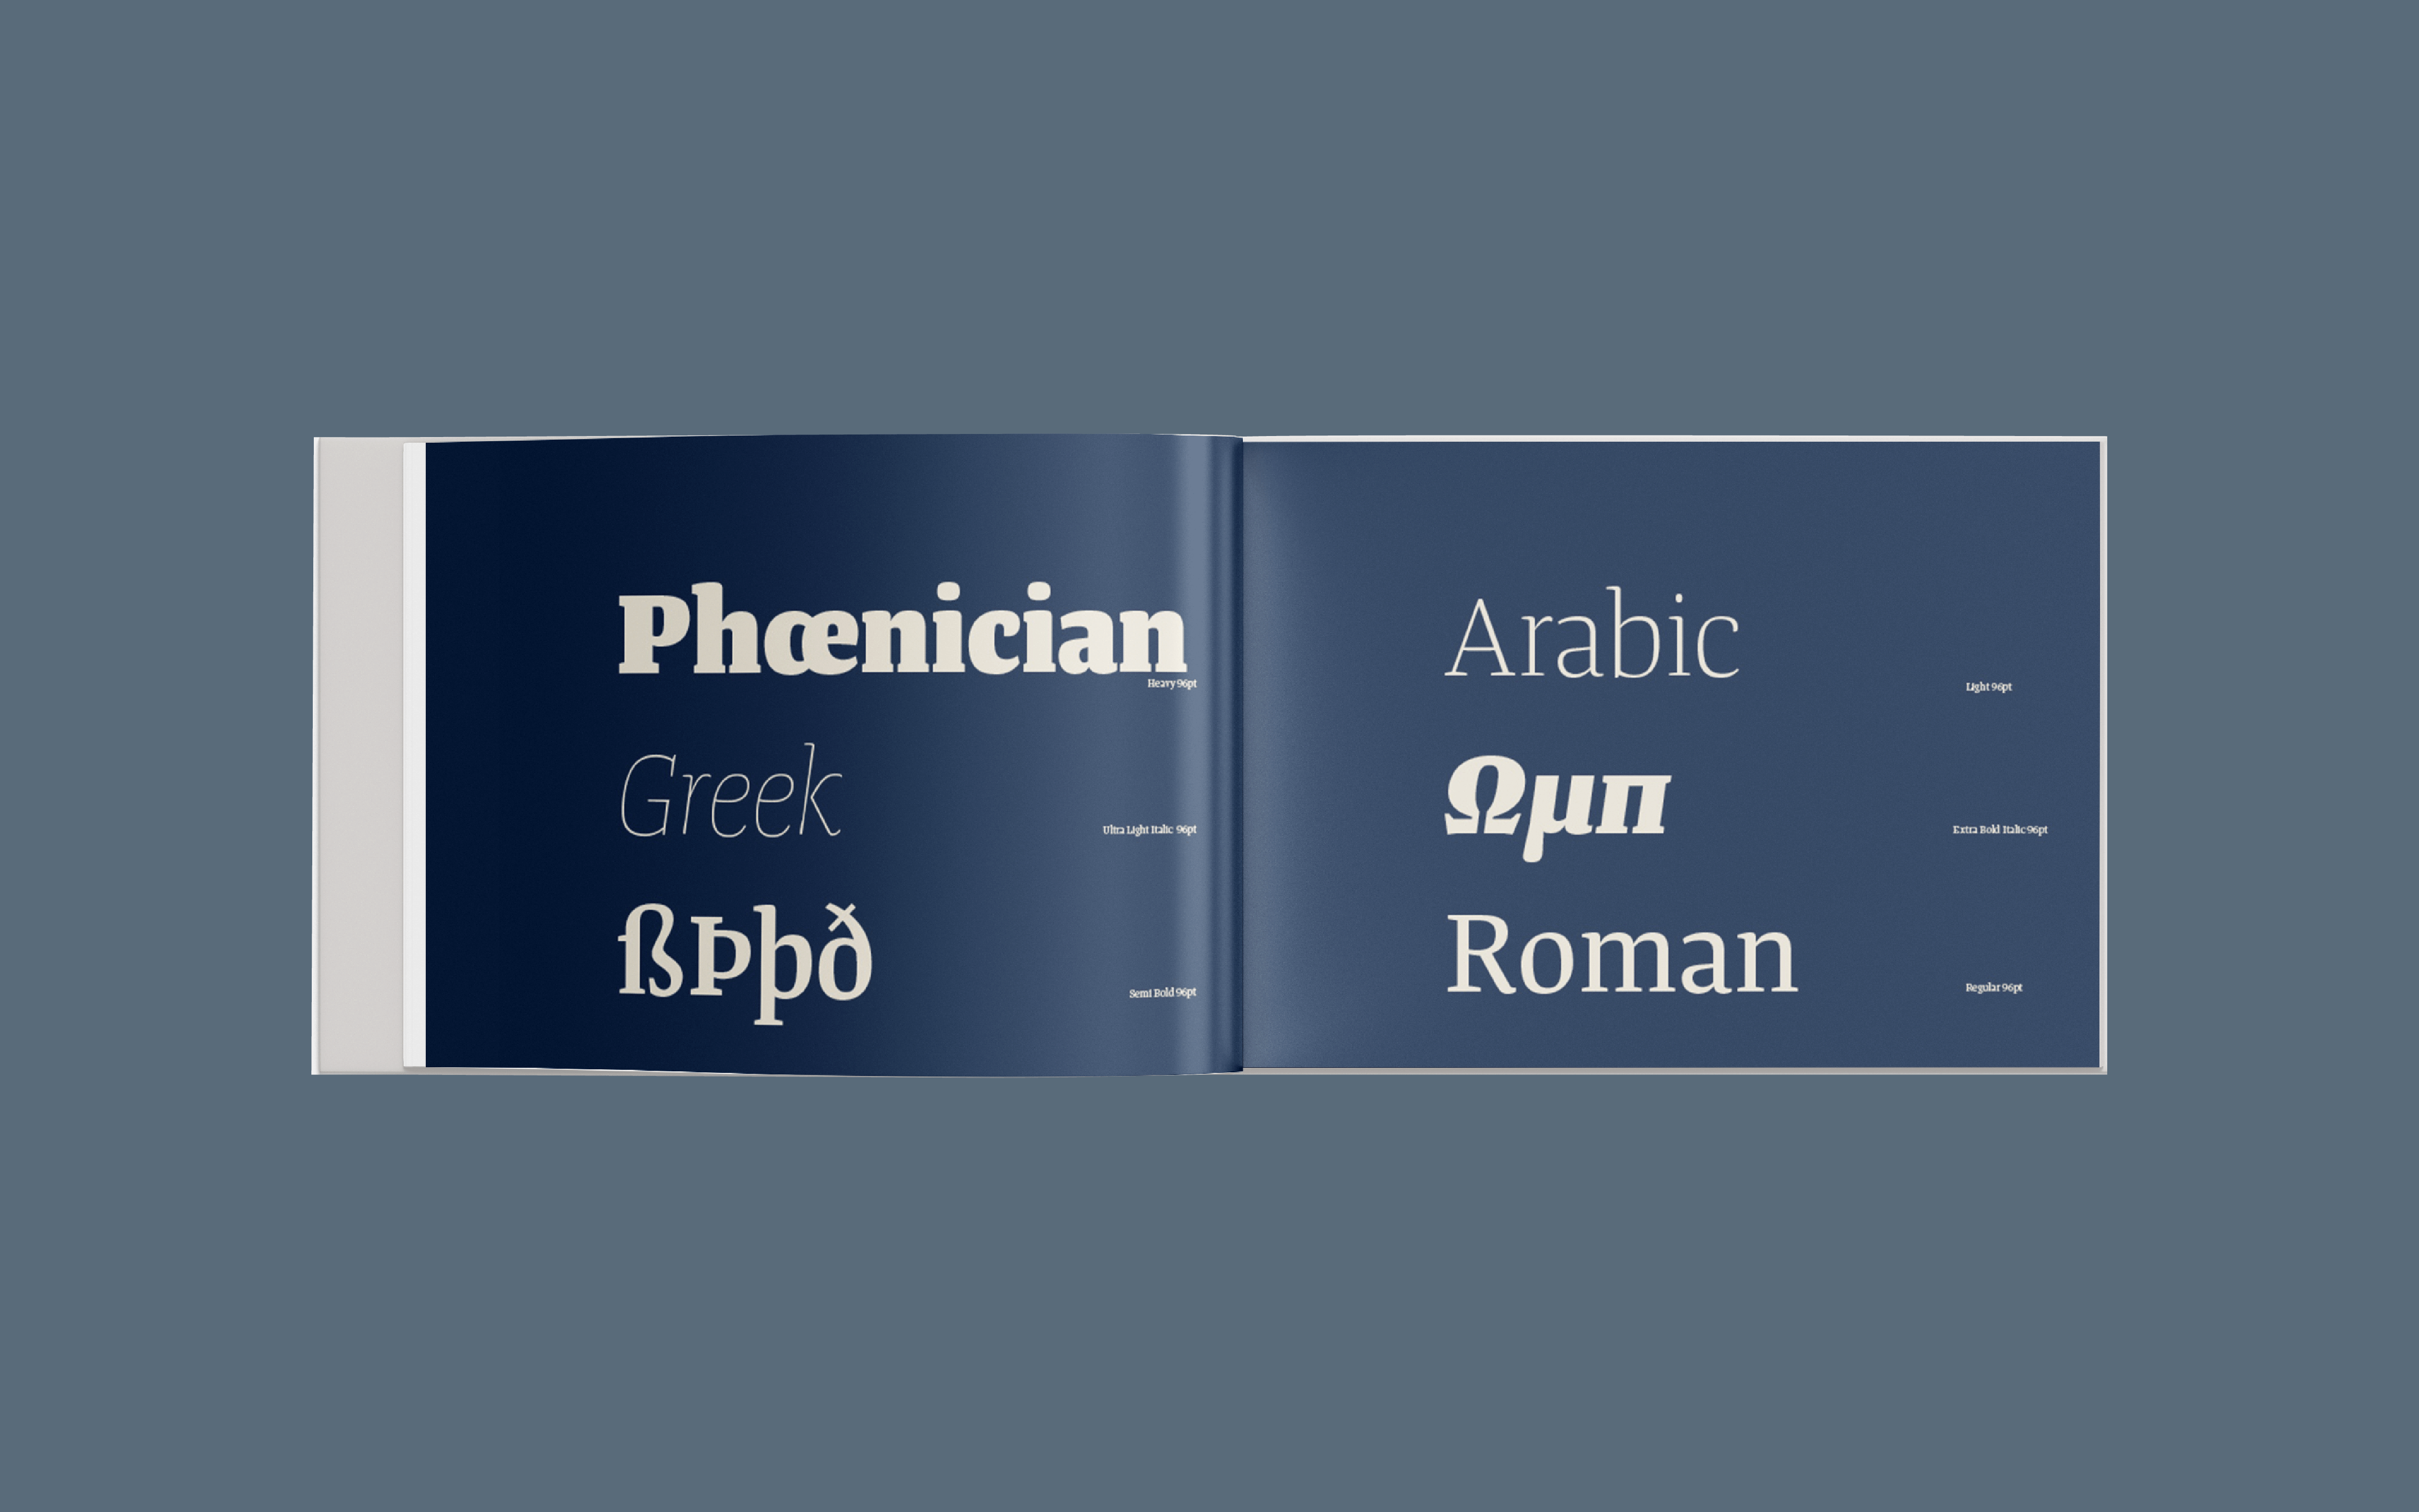 Phœnician
Heavy 96pt
Greek
Ultra Light Italic 96pt
ßÞþð
Semi Bold 96pt
Arabic
Light 96pt
Ωµπ
Extra Bold Italic 96pt
Roman
Regular 96pt